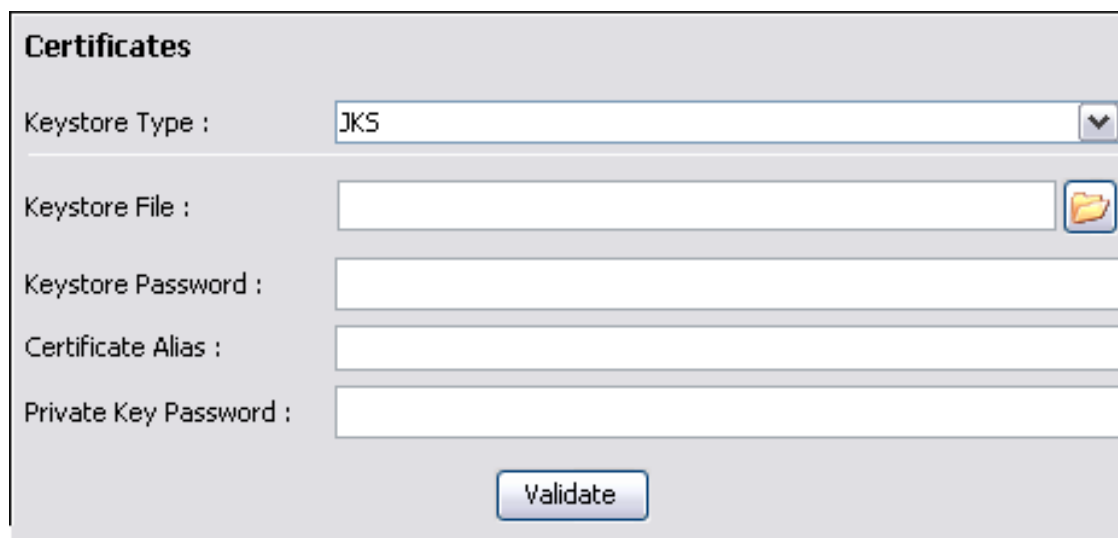 Certificates
Keystore Type : JKS
Keystore File :
Keystore Password :
Certificate Alias :
Private Key Password :
Validate